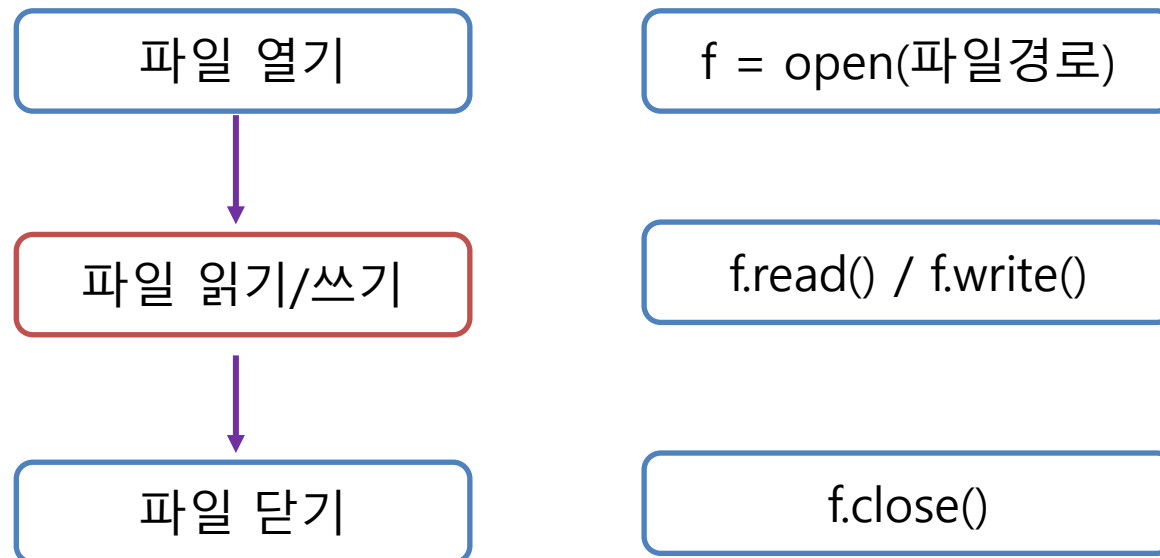 파일 열기
f = open(파일경로)
파일 읽기/쓰기
f.read() / f.write()
파일 닫기
f.close()